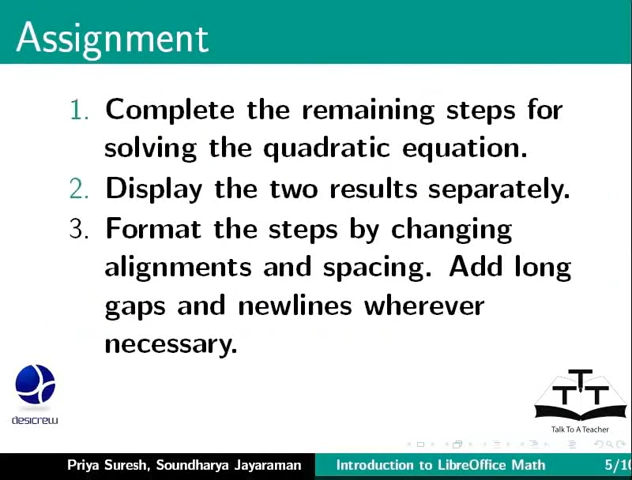 Assignment
1. Complete the remaining steps for
solving the quadratic equation.
2. Display the two results separately.
3. Format the steps by changing
alignments and spacing. Add long
gaps and newlines wherever
necessary.
desicrew
TTT
Talk To A Teacher
Priya Suresh, Soundharya Jayaraman Introduction to LibreOffice Math 5/10